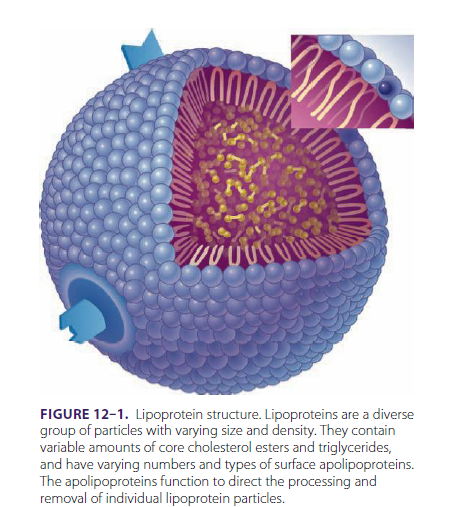 FIGURE 12–1. Lipoprotein structure. Lipoproteins are a diverse
group of particles with varying size and density. They contain
variable amounts of core cholesterol esters and triglycerides,
and have varying numbers and types of surface apolipoproteins.
The apolipoproteins function to direct the processing and
removal of individual lipoprotein particles.